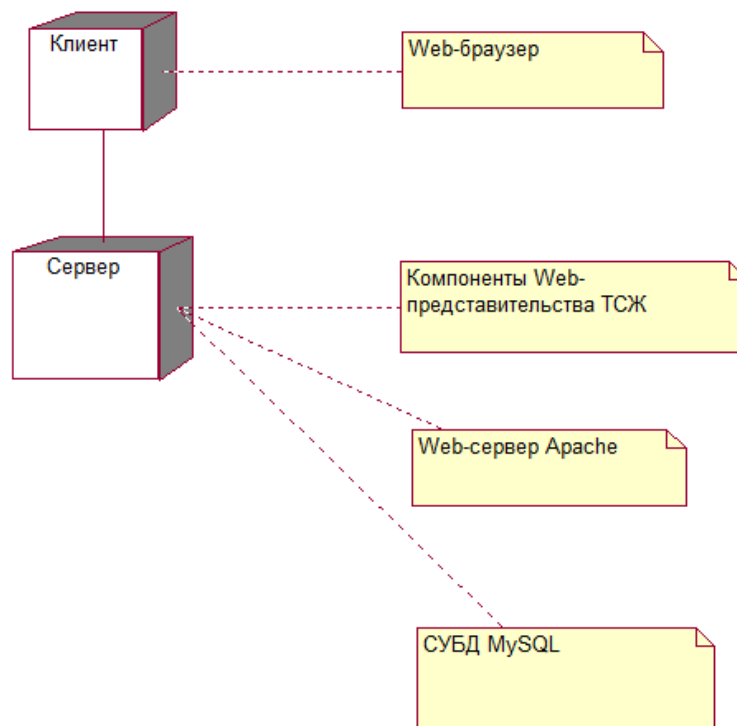 Клиент
Web-браузер
Сервер
Компоненты Web-
представительства ТСЖ
Web-сервер Apache
СУБД MySQL